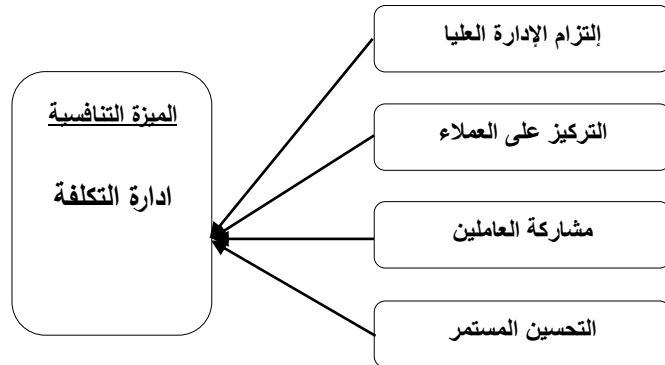 إلتزام الإدارة العليا
التركيز على العملاء
مشاركة العاملين
التحسين المستمر
الميزة التنافسية
ادارة التكلفة